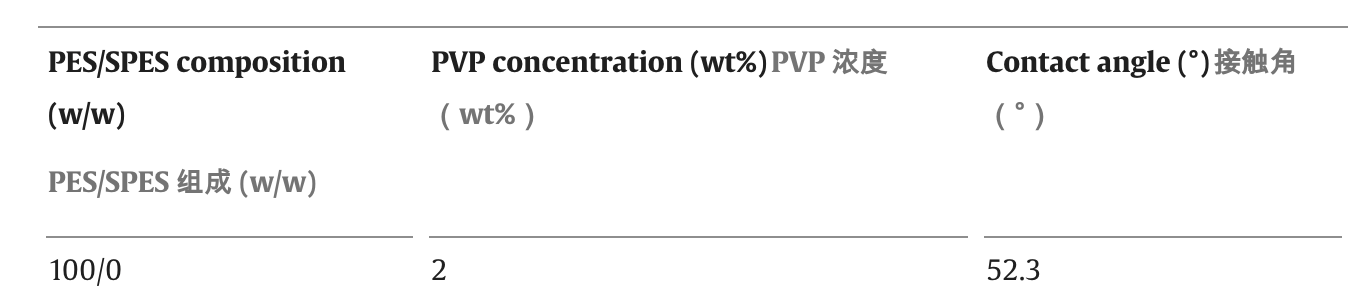 PES/SPES composition
(w/w)
PES/SPES 组成 (w/w)
PVP concentration (wt%)PVP 浓度
( wt% )
Contact angle (°)接触角
( ° )
100/0
2
52.3